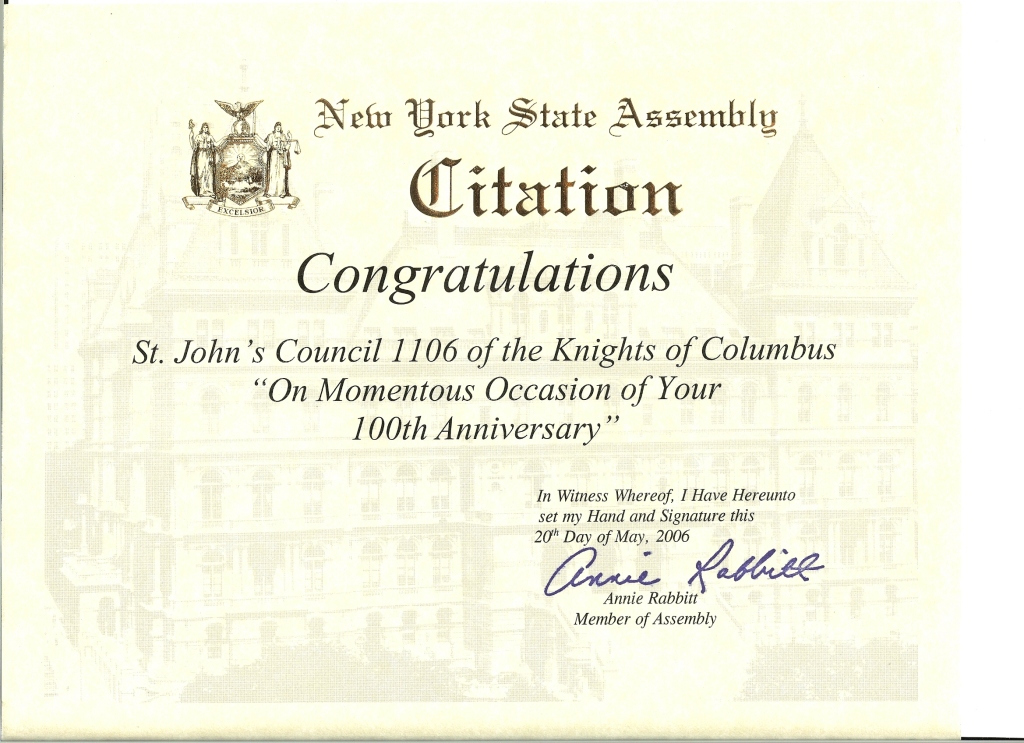 New York State Assembly
Citation
EXCELSIOR
Congratulations
St. John's Council 1106 of the Knights of Columbus
“On Momentous Occasion of Your
100th Anniversary”
In Witness Whereof, I Have Hereunto
set my Hand and Signature this
20th Day of May, 2006
Annie Rabbitt
Annie Rabbitt
Member of Assembly